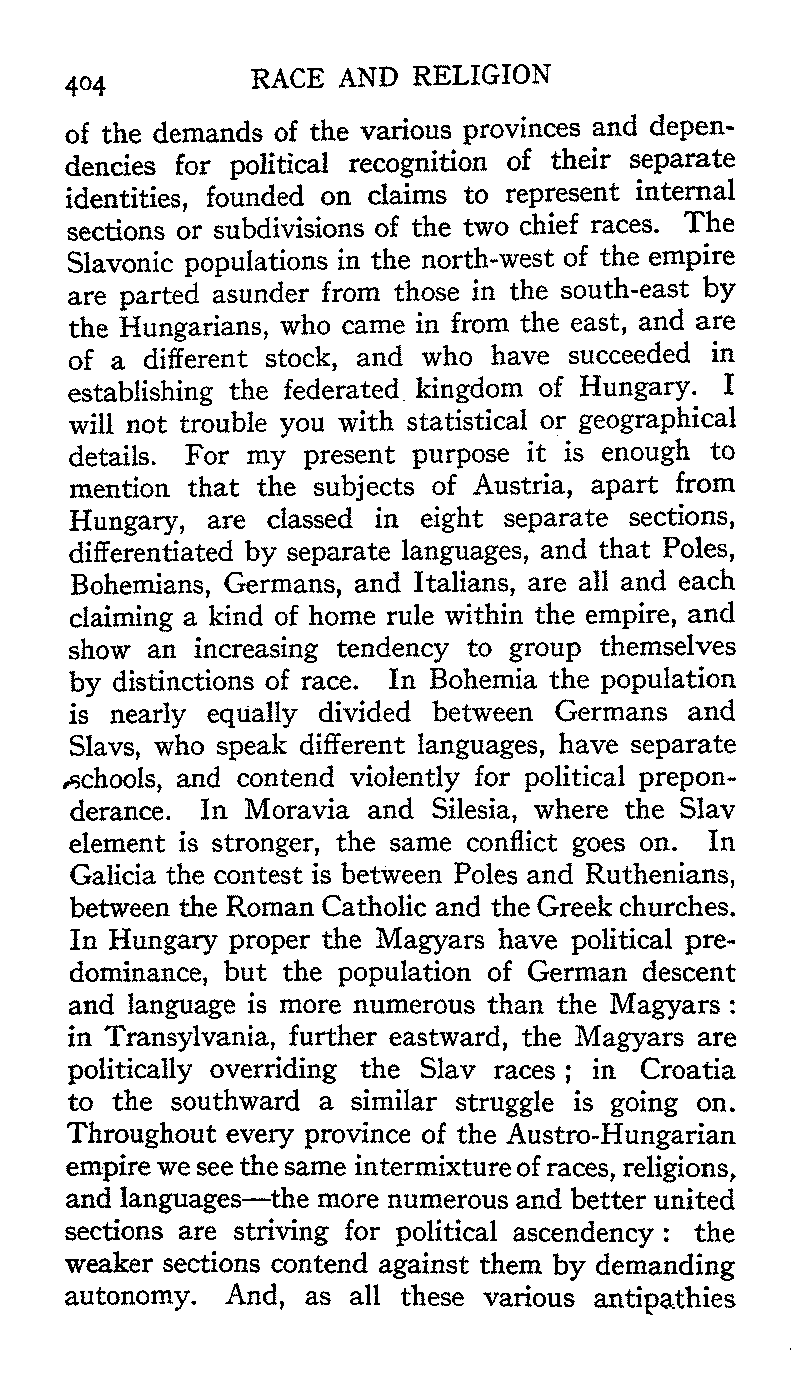 404 RACE AND RELIGION
of the demands of the various provinces and depen-
dencies for political recognition of their separate
identities, founded on claims to represent internal
sections or subdivisions of the two chief races. The
Slavonic populations in the north-west of the empire
are parted asunder from those in the south-east by
the Hungarians, who came in from the east, and are
of a different stock, and who have succeeded in
establishing the federated kingdom of Hungary. I
will not trouble you with statistical or geographical
details. For my present purpose it is enough to
mention that the subjects of Austria, apart from
Hungary, are classed in eight separate sections,
differentiated by separate languages, and that Poles,
Bohemians, Germans, and Italians, are all and each
claiming a kind of home rule within the empire, and
show an increasing tendency to group themselves
by distinctions of race. In Bohemia the population
is nearly equally divided between Germans and
Slavs, who speak different languages, have separate
schools, and contend violently for political prepon-
derance. In Moravia and Silesia, where the Slav
element is stronger, the same conflict goes on. In
Galicia the contest is between Poles and Ruthenians,
between the Roman Catholic and the Greek churches.
In Hungary proper the Magyars have political pre-
dominance, but the population of German descent
and language is more numerous than the Magyars :
in Transylvania, further eastward, the Magyars are
politically overriding the Slav races ; in Croatia
to the southward a similar struggle is going on.
Throughout every province of the Austro-Hungarian
empire we see the same intermixture of races, religions,
and languages—the more numerous and better united
sections are striving for political ascendency : the
weaker sections contend against them by demanding
autonomy. And, as all these various antipathies